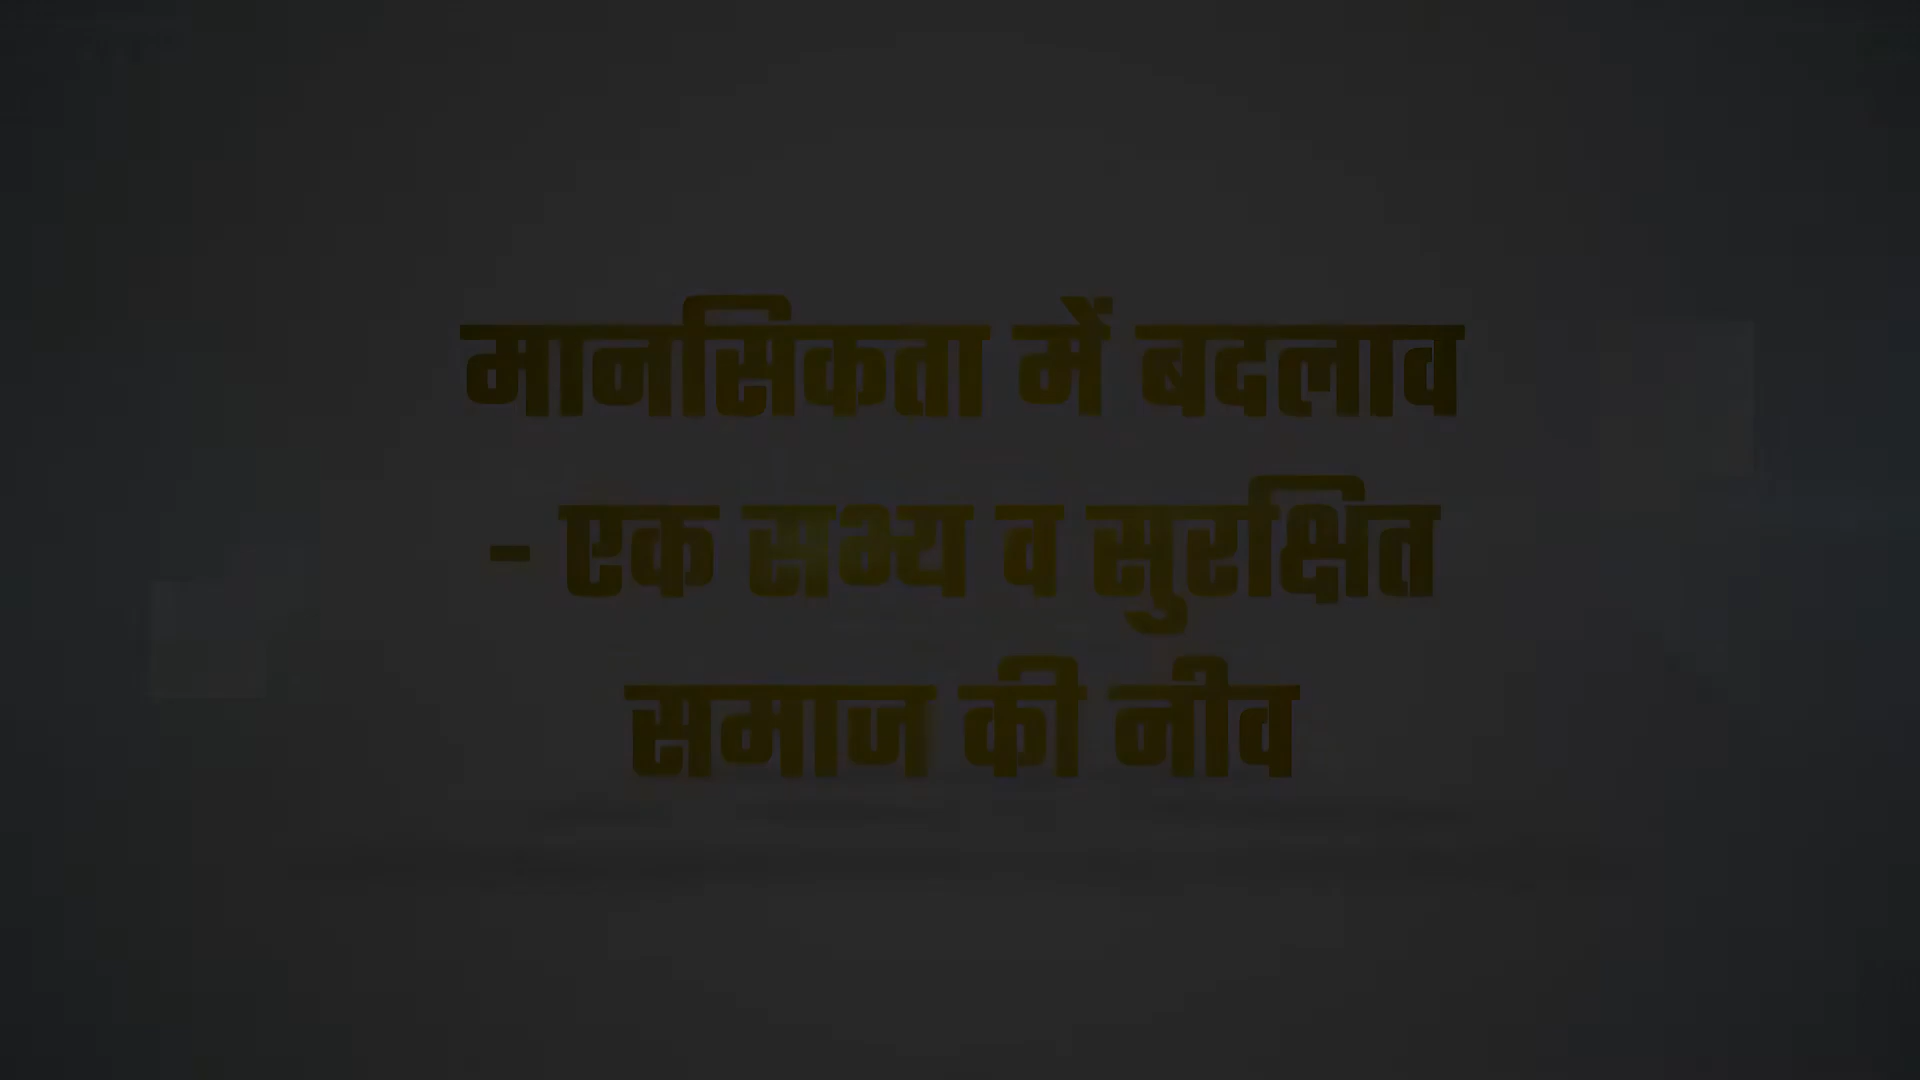 मानसिकता में बदलाव
- एक सभ्य व सुरक्षित
समाज की नीव